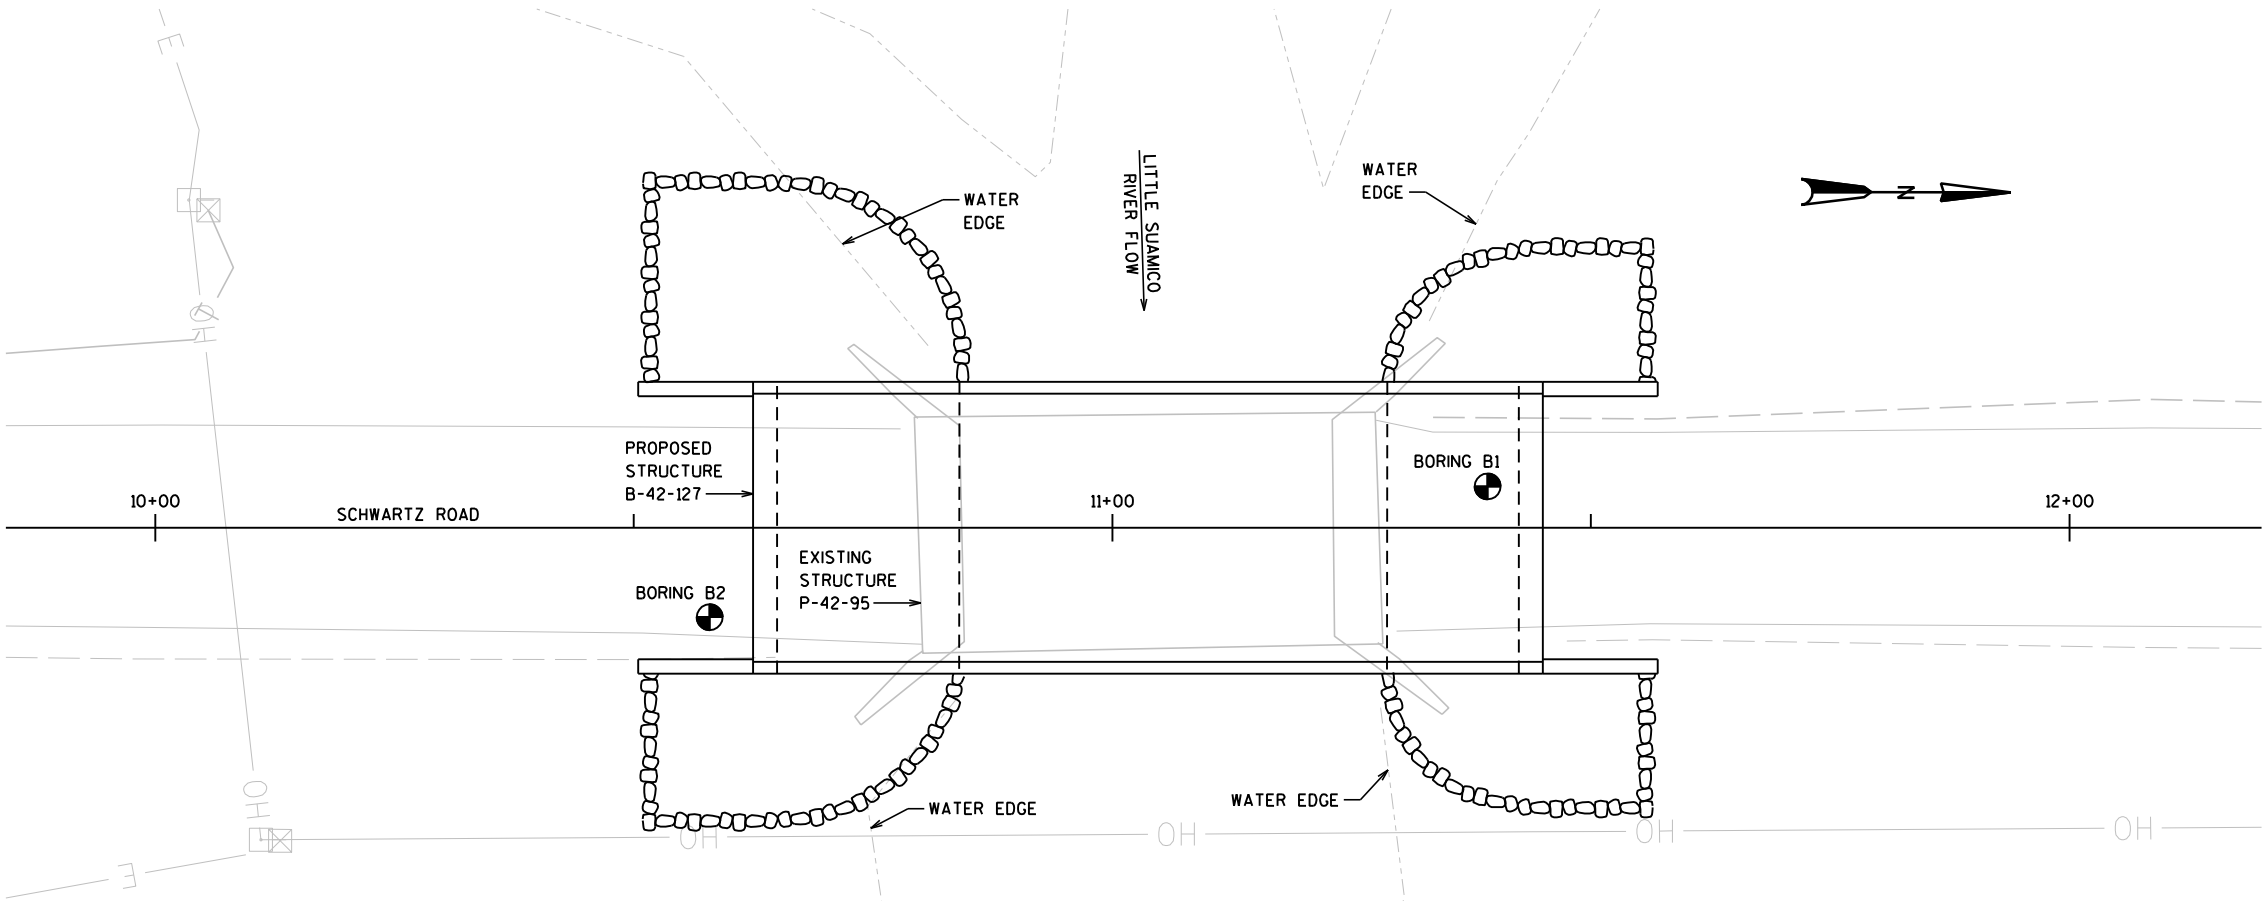 E
WATER
EDGE
LITTLE SUAMICO
RIVER FLOW
WATER
EDGE
N
OH
PROPOSED
STRUCTURE
B-42-127
BORING B1
10+00
SCHWARTZ ROAD
11+00
12+00
EXISTING
STRUCTURE
P-42-95
BORING B2
OH
WATER EDGE
WATER EDGE
OH
OH
OH
OH
E